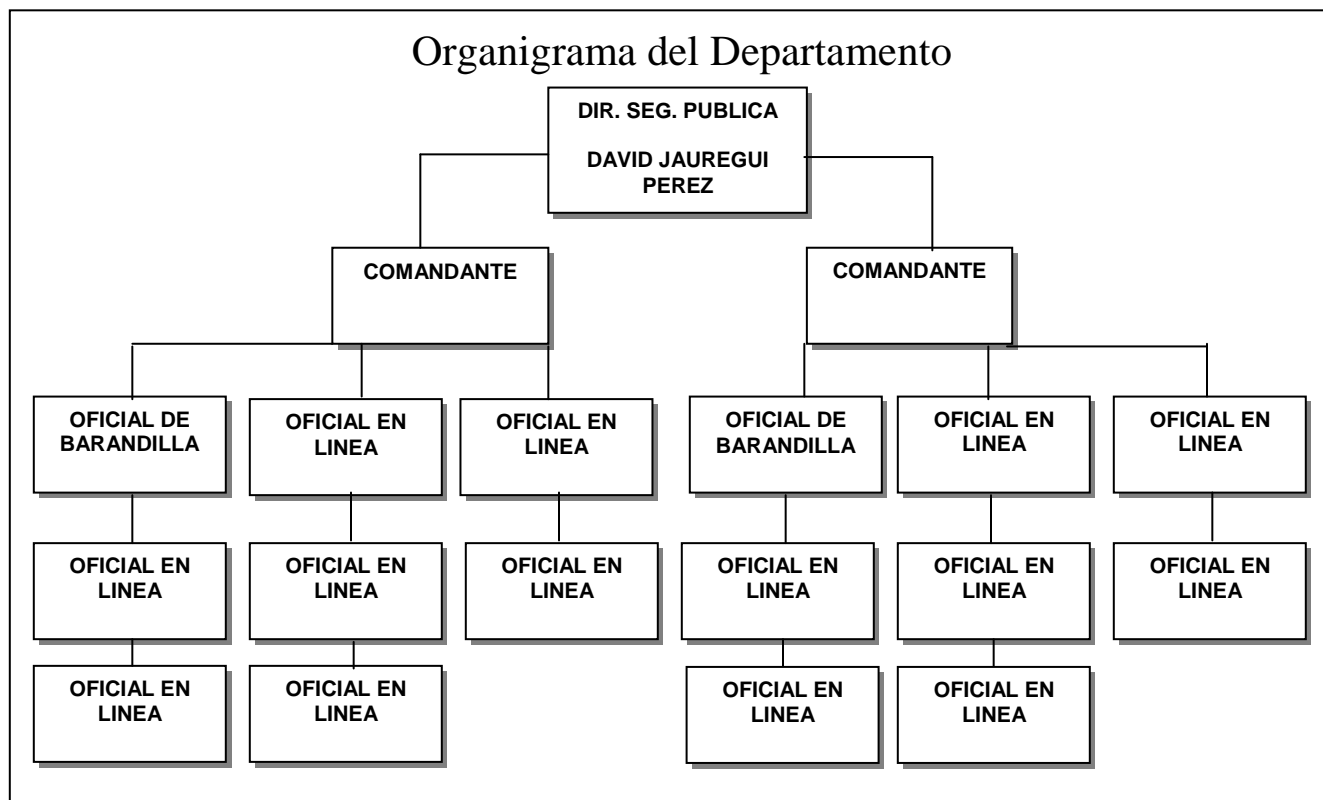 Organigrama del Departamento
DIR. SEG. PUBLICA
DAVID JAUREGUI
PEREZ
COMANDANTE
COMANDANTE
OFICIAL DE
BARANDILLA
OFICIAL EN
LINEA
OFICIAL EN
LINEA
OFICIAL DE
BARANDILLA
OFICIAL EN
LINEA
OFICIAL EN
LINEA
OFICIAL EN
LINEA
OFICIAL EN
LINEA
OFICIAL EN
LINEA
OFICIAL EN
LINEA
OFICIAL EN
LINEA
OFICIAL EN
LINEA
OFICIAL EN
LINEA
OFICIAL EN
LINEA
OFICIAL EN
LINEA
OFICIAL EN
LINEA